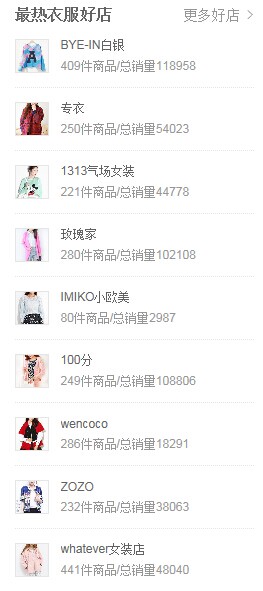 最热衣服好店
更多好店 >
BYE-IN白银
409件商品/总销量118958
专衣
250件商品/总销量54023
1313气场女装
221件商品/总销量44778
玫瑰家
280件商品/总销量102108
IMIKO小欧美
80件商品/总销量2987
100分
249件商品/总销量108806
wencoco
286件商品/总销量18291
ZOZO
232件商品/总销量38063
whatever女装店
441件商品/总销量48040